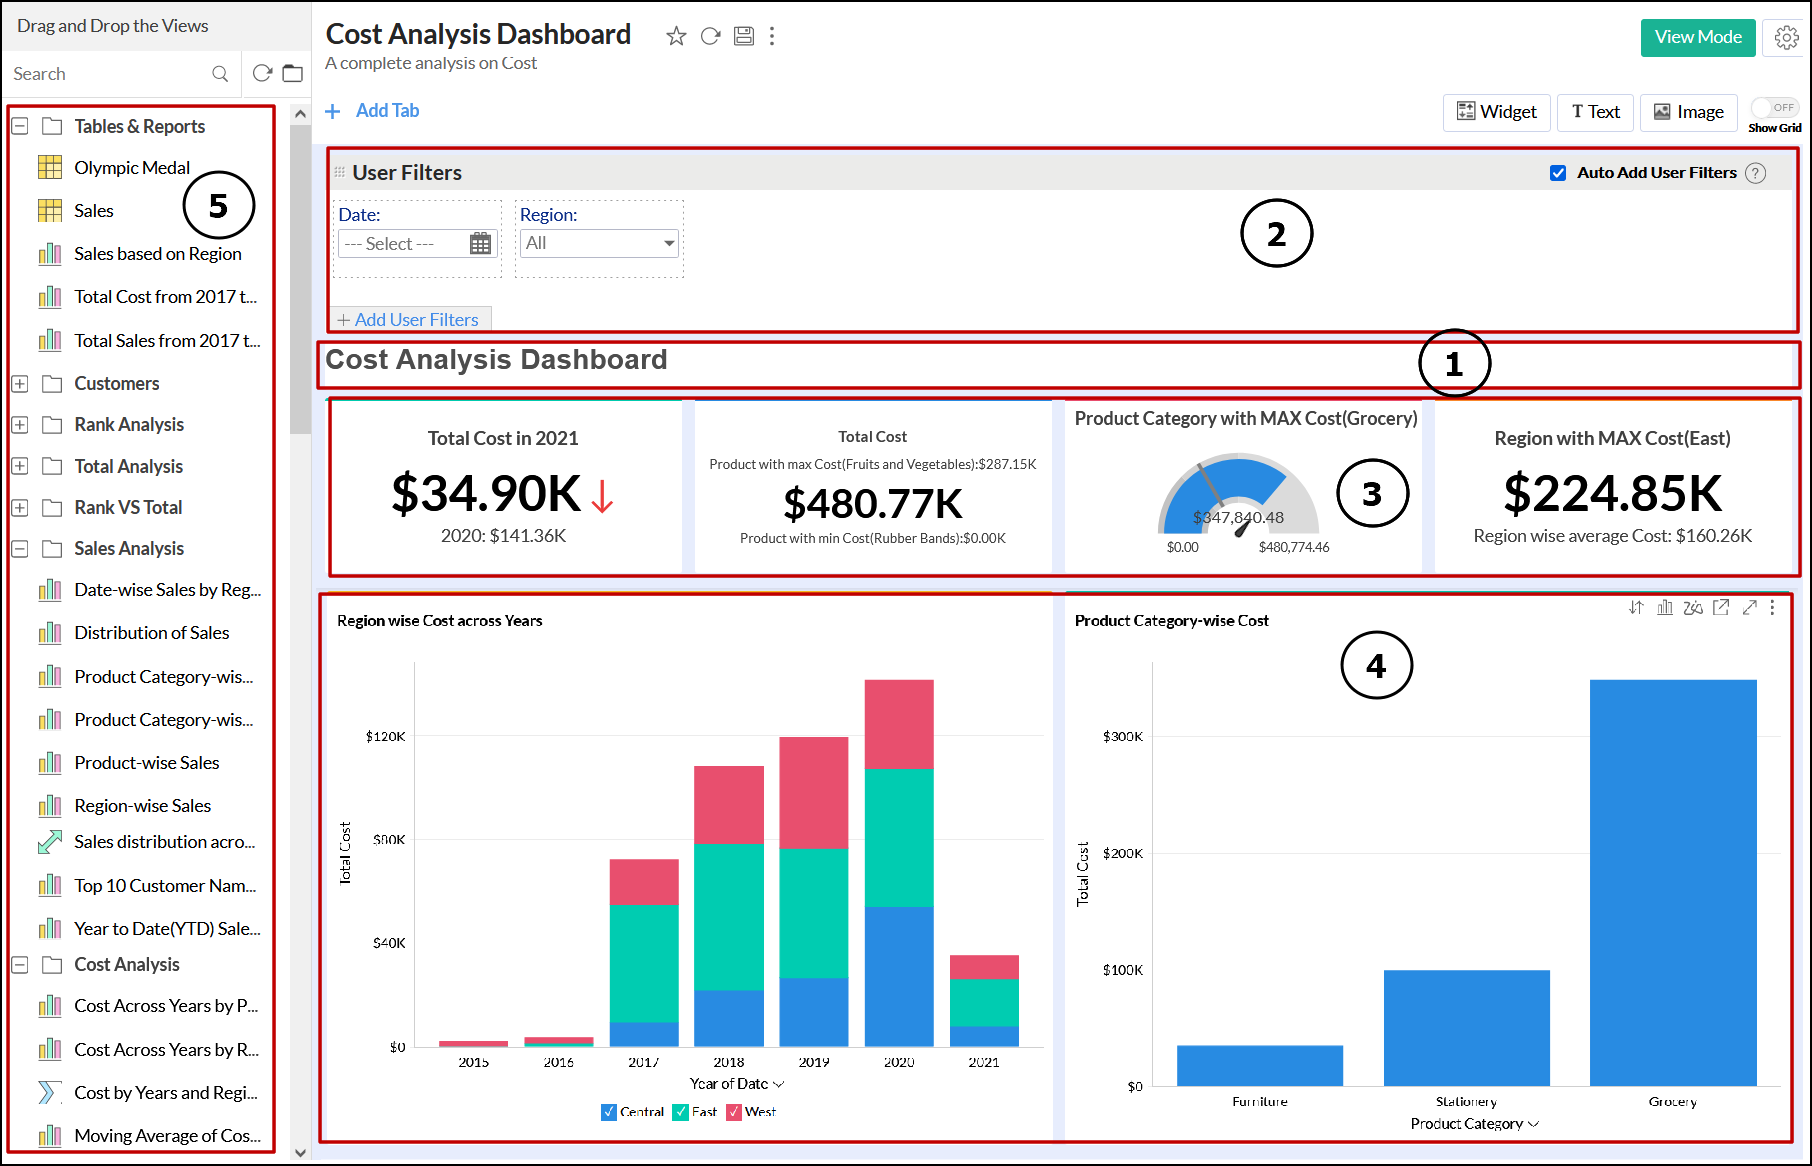 Drag and Drop the Views
Search
Tables & Reports
Olympic Medal
Sales
Sales based on Region
Total Cost from 2017 t...
Total Sales from 2017 t...
Customers
Rank Analysis
Total Analysis
Rank VS Total
Sales Analysis
Date-wise Sales by Reg...
Distribution of Sales
Product Category-wis...
Product Category-wis...
Product-wise Sales
Region-wise Sales
Sales distribution acro...
Top 10 Customer Nam...
Year to Date(YTD) Sale...
Cost Analysis
Cost Across Years by P...
Cost Across Years by R...
Cost by Years and Regi...
Moving Average of Cos...
5
Cost Analysis Dashboard
A complete analysis on Cost
View Mode
+ Add Tab
Widget
T Text
Image
OFF
Show Grid
User Filters
Auto Add User Filters ?
Date:
--- Select ---
Region:
All
2
+ Add User Filters
Cost Analysis Dashboard
1
Total Cost in 2021
$34.90K
2020: $141.36K
Total Cost
Product with max Cost(Fruits and Vegetables):$287.15K
$480.77K
Product with min Cost(Rubber Bands):$0.00K
Product Category with MAX Cost(Grocery)
$347,840.48
$0.00 $480,774.46
3
Region with MAX Cost(East)
$224.85K
Region wise average Cost: $160.26K
Region wise Cost across Years
Total Cost
$120K
$80K
$40K
$0
2015 2016 2017 2018 2019 2020 2021
Year of Date
Central East West
Product Category-wise Cost
4
Total Cost
$300K
$200K
$100K
$0
Furniture Stationery Grocery
Product Category